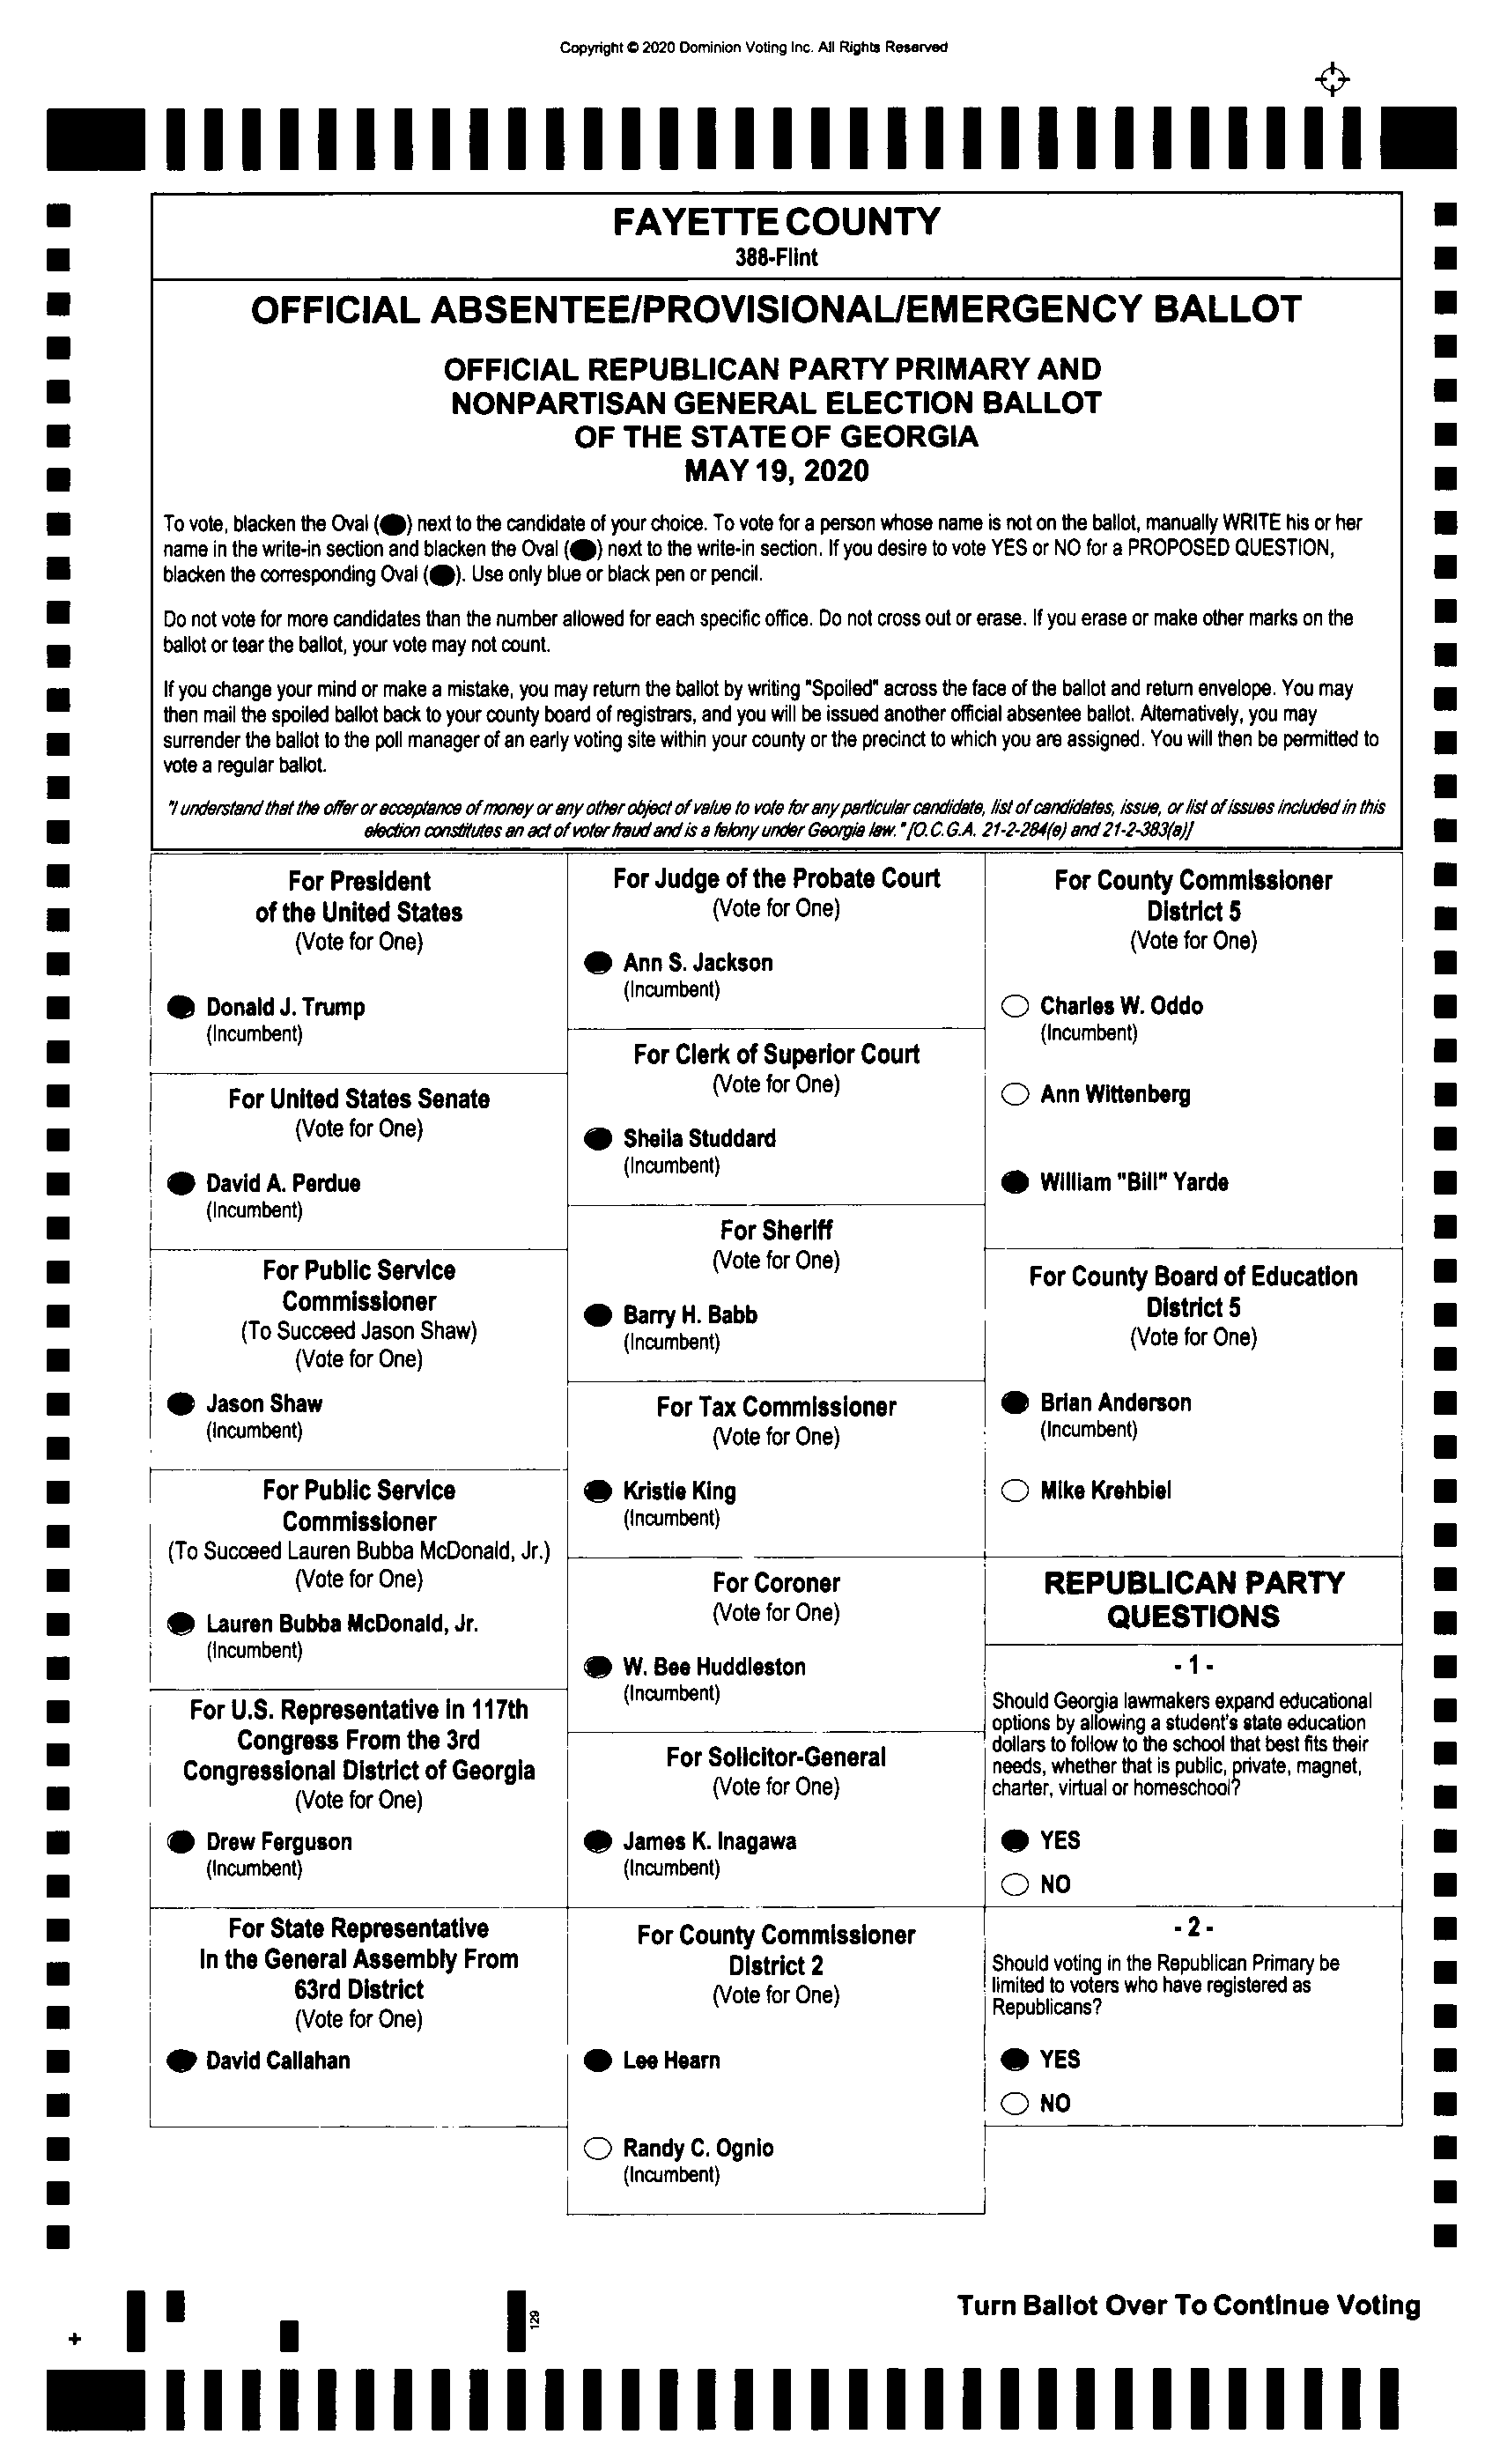 Copyright © 2020 Dominion Voting Inc. All Rights Reserved
FAYETTE COUNTY
388-Flint
OFFICIAL ABSENTEE/PROVISIONAL/EMERGENCY BALLOT
OFFICIAL REPUBLICAN PARTY PRIMARY AND
NONPARTISAN GENERAL ELECTION BALLOT
OF THE STATE OF GEORGIA
MAY 19, 2020
To vote, blacken the Oval (⬤) next to the candidate of your choice. To vote for a person whose name is not on the ballot, manually WRITE his or her
name in the write-in section and blacken the Oval (⬤) next to the write-in section. If you desire to vote YES or NO for a PROPOSED QUESTION,
blacken the corresponding Oval (⬤). Use only blue or black pen or pencil.
Do not vote for more candidates than the number allowed for each specific office. Do not cross out or erase. If you erase or make other marks on the
ballot or tear the ballot, your vote may not count.
If you change your mind or make a mistake, you may return the ballot by writing "Spoiled" across the face of the ballot and return envelope. You may
then mail the spoiled ballot back to your county board of registrars, and you will be issued another official absentee ballot. Alternatively, you may
surrender the ballot to the poll manager of an early voting site within your county or the precinct to which you are assigned. You will then be permitted to
vote a regular ballot.
"I understand that the offer or acceptance of money or any other object of value to vote for any particular candidate, list of candidates, issue, or list of issues included in this
election constitutes an act of voter fraud and is a felony under Georgia law." [O.C.G.A. 21-2-284(e) and 21-2-383(a)]
For President
of the United States
(Vote for One)
Donald J. Trump
(Incumbent)
For United States Senate
(Vote for One)
David A. Perdue
(Incumbent)
For Public Service
Commissioner
(To Succeed Jason Shaw)
(Vote for One)
Jason Shaw
(Incumbent)
For Public Service
Commissioner
(To Succeed Lauren Bubba McDonald, Jr.)
(Vote for One)
Lauren Bubba McDonald, Jr.
(Incumbent)
For U.S. Representative in 117th
Congress From the 3rd
Congressional District of Georgia
(Vote for One)
Drew Ferguson
(Incumbent)
For State Representative
In the General Assembly From
63rd District
(Vote for One)
David Callahan
For Judge of the Probate Court
(Vote for One)
Ann S. Jackson
(Incumbent)
For Clerk of Superior Court
(Vote for One)
Sheila Studdard
(Incumbent)
For Sheriff
(Vote for One)
Barry H. Babb
(Incumbent)
For Tax Commissioner
(Vote for One)
Kristie King
(Incumbent)
For Coroner
(Vote for One)
W. Bee Huddleston
(Incumbent)
For Solicitor-General
(Vote for One)
James K. Inagawa
(Incumbent)
For County Commissioner
District 2
(Vote for One)
Lee Hearn
Randy C. Ognio
(Incumbent)
For County Commissioner
District 5
(Vote for One)
Charles W. Oddo
(Incumbent)
Ann Wittenberg
William "Bill" Yarde
For County Board of Education
District 5
(Vote for One)
Brian Anderson
(Incumbent)
Mike Krehbiel
REPUBLICAN PARTY
QUESTIONS
- 1 -
Should Georgia lawmakers expand educational
options by allowing a student's state education
dollars to follow to the school that best fits their
needs, whether that is public, private, magnet,
charter, virtual or homeschool?
YES
NO
- 2 -
Should voting in the Republican Primary be
limited to voters who have registered as
Republicans?
YES
NO
Turn Ballot Over To Continue Voting
129
+